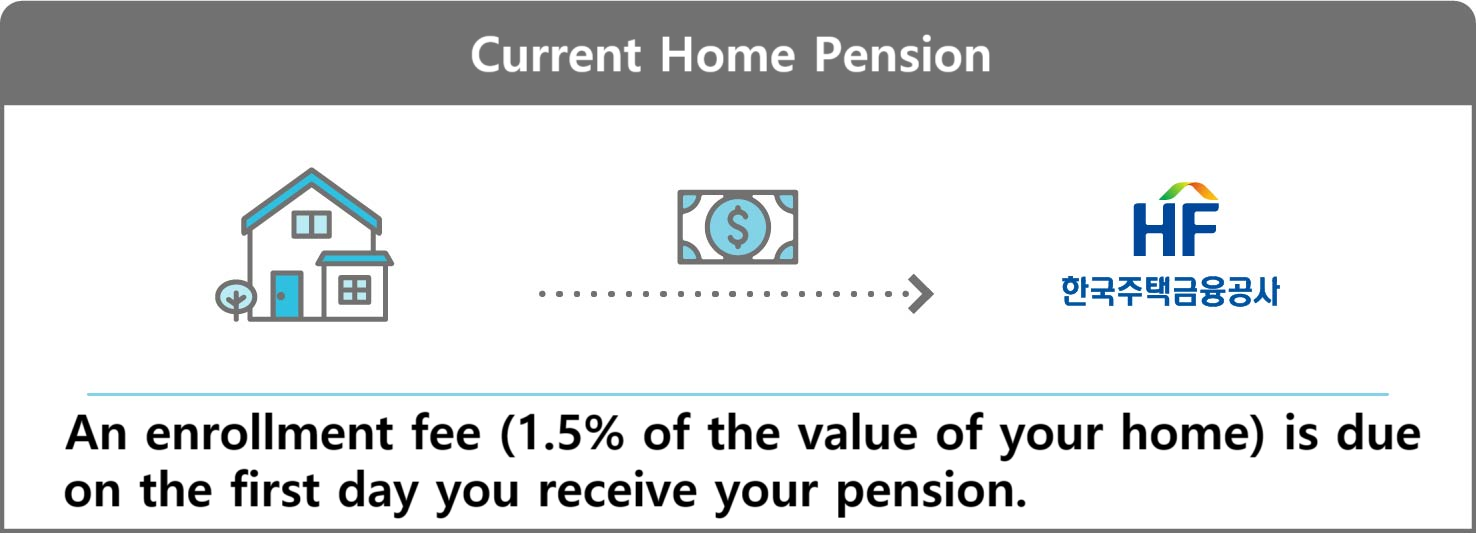 Current Home Pension
$
HF
한국주택금융공사
An enrollment fee (1.5% of the value of your home) is due
on the first day you receive your pension.